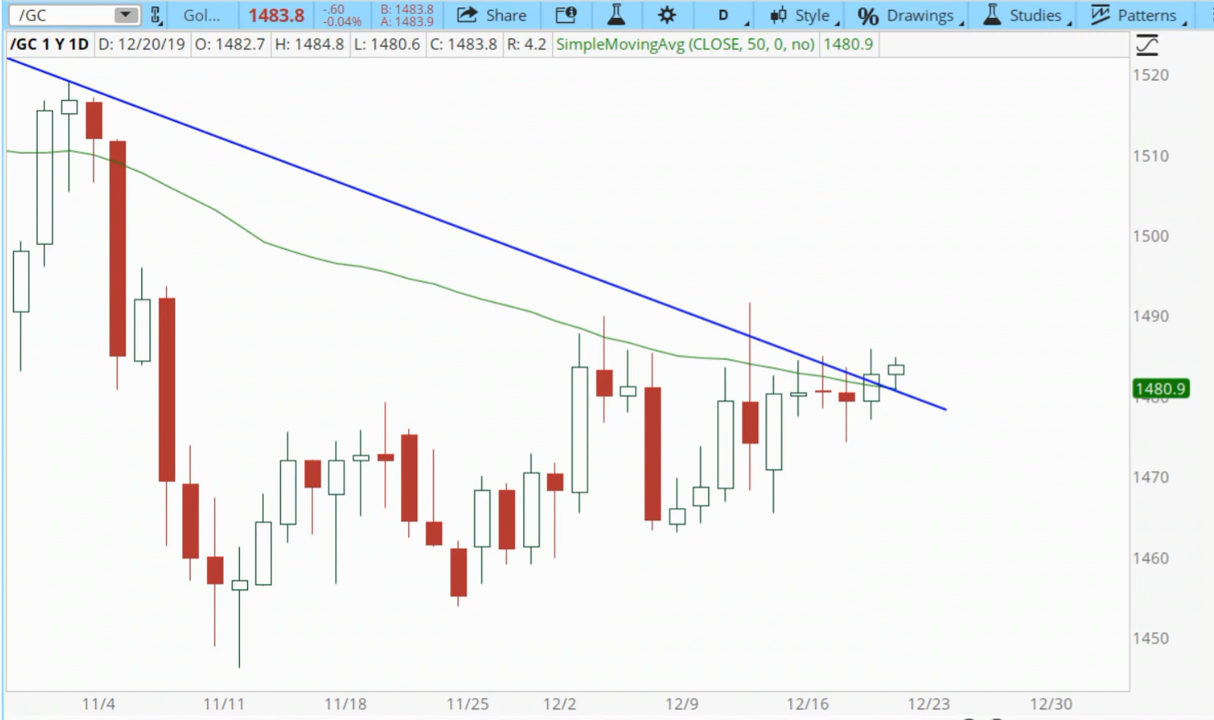 /GC Gol... 1483.8 -.60 B: 1483.8 Share D Style % Drawings Studies Patterns
-0.04% A: 1483.9
/GC 1 Y 1D D: 12/20/19 O: 1482.7 H: 1484.8 L: 1480.6 C: 1483.8 R: 4.2 SimpleMovingAvg (CLOSE, 50, 0, no) 1480.9
1520
1510
1500
1490
1480.9
1480
1470
1460
1450
11/4 11/11 11/18 11/25 12/2 12/9 12/16 12/23 12/30